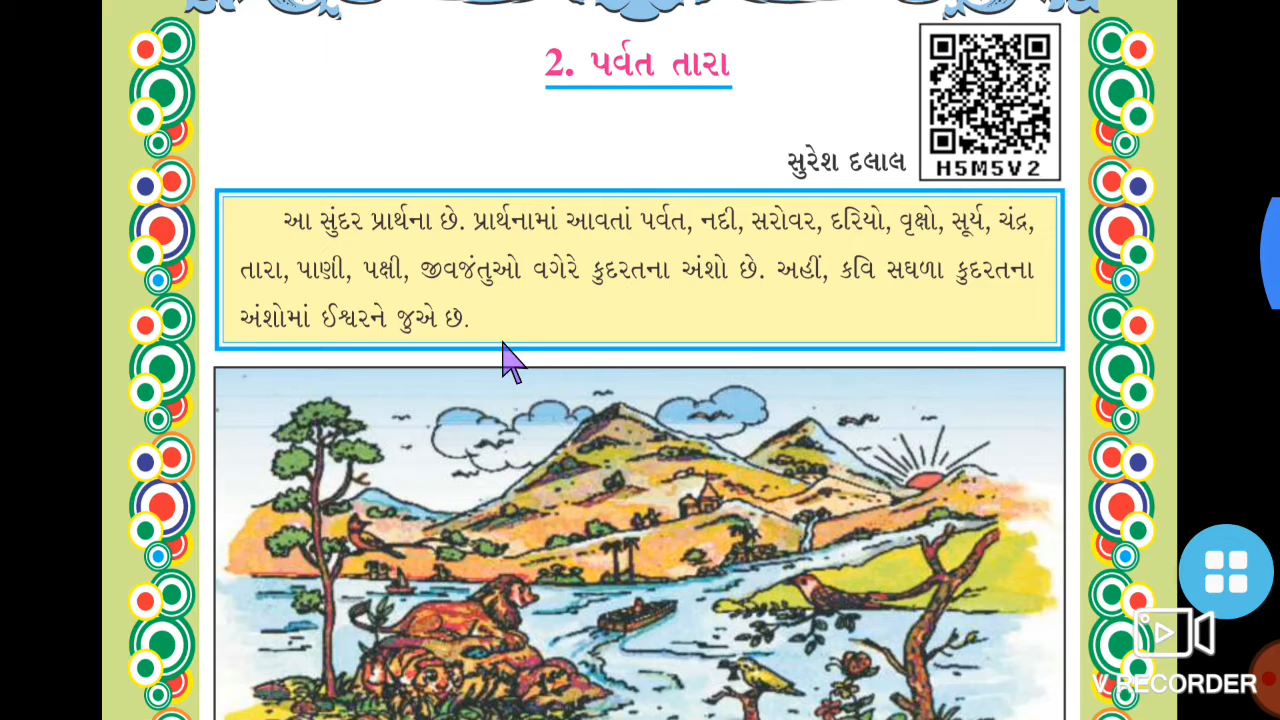 2. પર્વત તારા
સુરેશ દલાલ
H5M5V2
આ સુંદર પ્રાર્થના છે. પ્રાર્થનામાં આવતાં પર્વત, નદી, સરોવર, દરિયો, વૃક્ષો, સૂર્ય, ચંદ્ર,
તારા, પાણી, પક્ષી, જીવજંતુઓ વગેરે કુદરતના અંશો છે. અહીં, કવિ સઘળા કુદરતના
અંશોમાં ઈશ્વરને જુએ છે.
V RECORDER